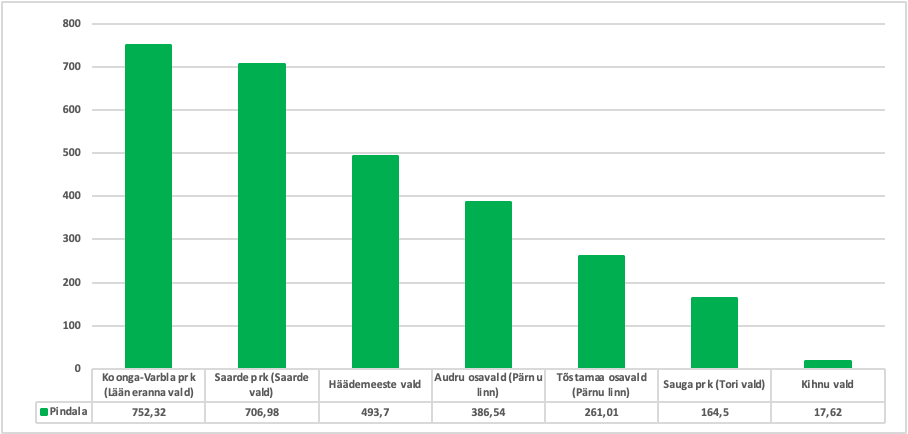 800
700
600
500
400
300
200
100
0
Koonga-Varbla prk (Lääneranna vald)
Saarde prk (Saarde vald)
Häädemeeste vald
Audru osavald (Pärnu linn)
Tõstamaa osavald (Pärnu linn)
Sauga prk (Tori vald)
Kihnu vald
Pindala 752,32 706,98 493,7 386,54 261,01 164,5 17,62